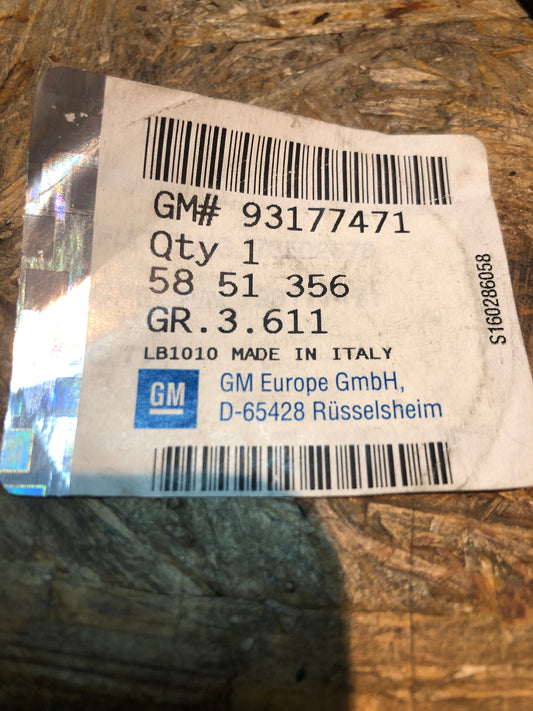 GM# 93177471
Qty 1
58 51 356
GR.3.611
LB1010 MADE IN ITALY
GM
GM Europe GmbH,
D-65428 Rüsselsheim
S160286058